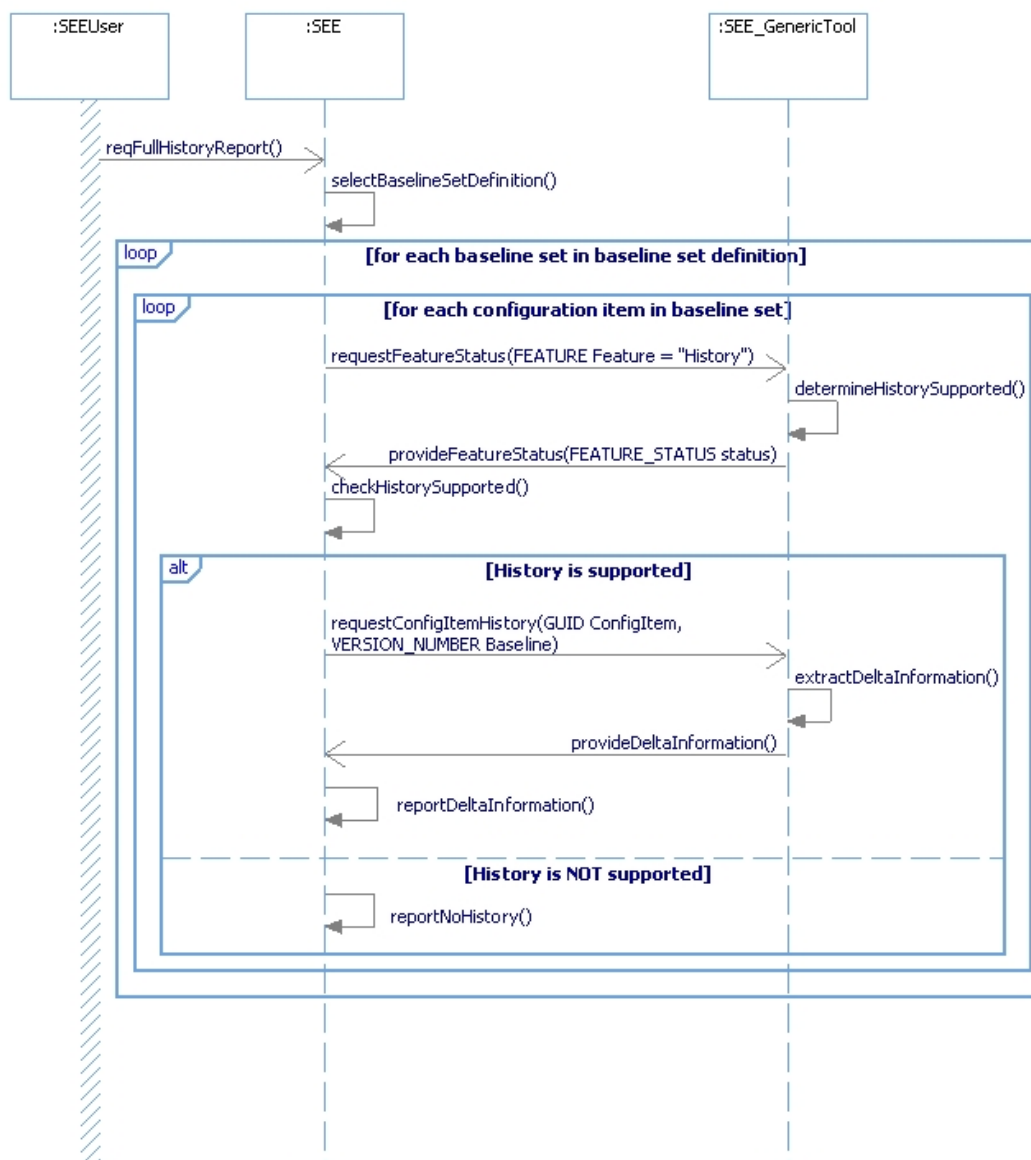 :SEEUser
:SEE
:SEE_GenericTool
reqFullHistoryReport()
selectBaselineSetDefinition()
loop
[for each baseline set in baseline set definition]
loop
[for each configuration item in baseline set]
requestFeatureStatus(FEATURE Feature = "History")
determineHistorySupported()
provideFeatureStatus(FEATURE_STATUS status)
checkHistorySupported()
alt
[History is supported]
requestConfigItemHistory(GUID ConfigItem,
VERSION_NUMBER Baseline)
extractDeltaInformation()
provideDeltaInformation()
reportDeltaInformation()
[History is NOT supported]
reportNoHistory()